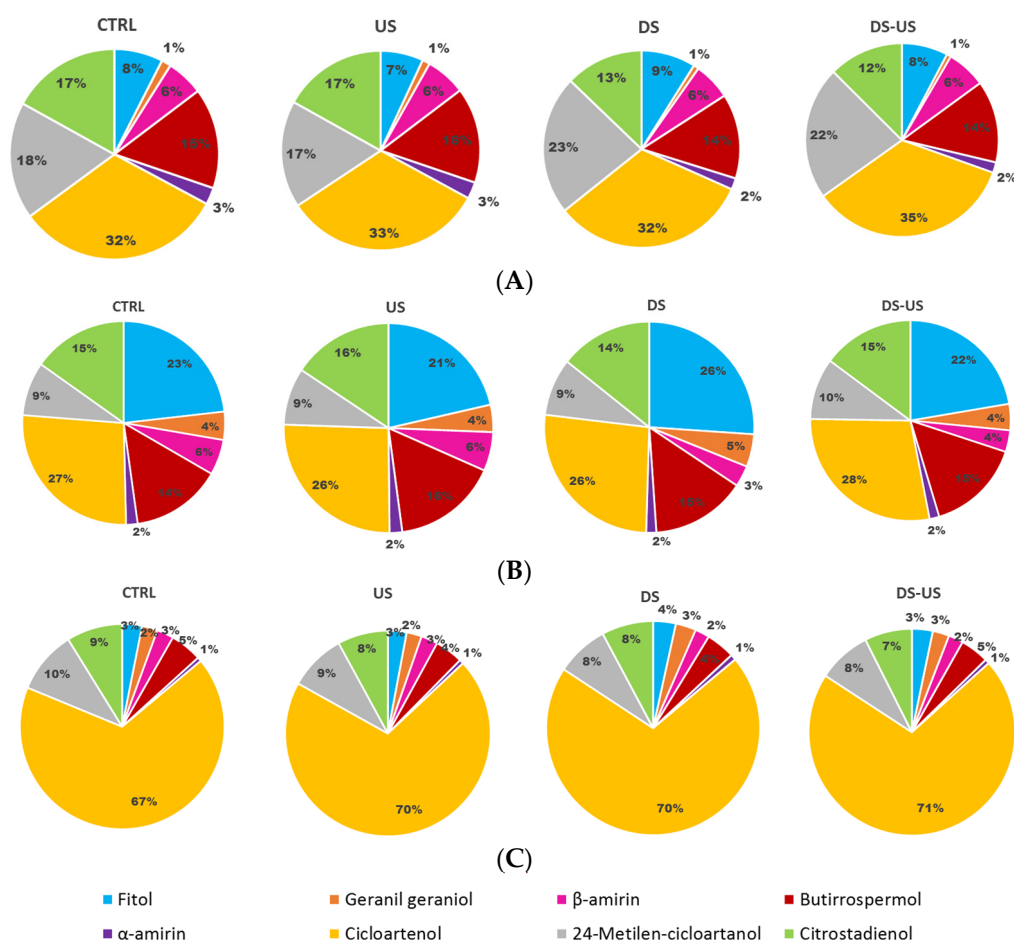 CTRL US DS DS-US
8% 1% 6% 15% 3% 32% 18% 17%
7% 1% 6% 16% 3% 33% 17% 17%
9% 1% 6% 14% 2% 32% 23% 13%
8% 1% 6% 14% 2% 35% 22% 12%
(A)
CTRL US DS DS-US
23% 4% 6% 14% 2% 27% 9% 15%
21% 4% 6% 16% 2% 26% 9% 16%
26% 5% 3% 15% 2% 26% 9% 14%
22% 4% 4% 2% 28% 10% 15%
(B)
CTRL US DS DS-US
3% 2% 3% 5% 1% 67% 10% 9%
3% 2% 3% 4% 1% 70% 9% 8%
4% 3% 2% 4% 1% 70% 8% 8%
3% 3% 2% 5% 1% 71% 8% 7%
(C)
Fitol Geranil geraniol β-amirin Butirrospermol
α-amirin Cicloartenol 24-Metilen-cicloartanol Citrostadienol